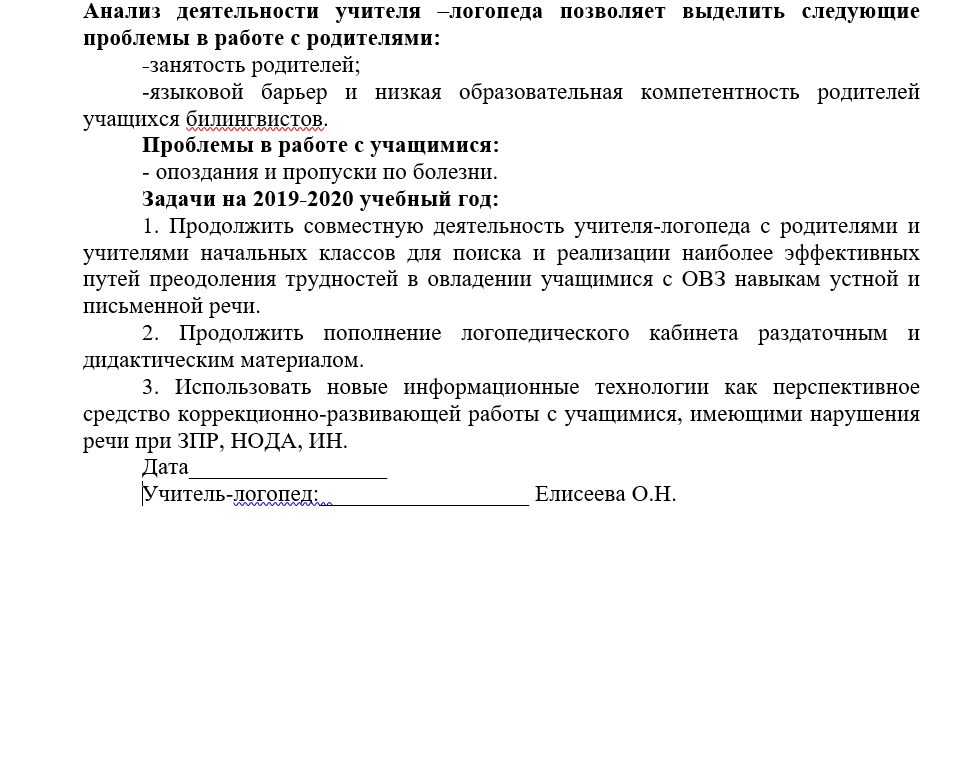 Анализ деятельности учителя –логопеда позволяет выделить следующие
проблемы в работе с родителями:
-занятость родителей;
-языковой барьер и низкая образовательная компетентность родителей
учащихся билингвистов.
Проблемы в работе с учащимися:
- опоздания и пропуски по болезни.
Задачи на 2019-2020 учебный год:
1. Продолжить совместную деятельность учителя-логопеда с родителями и
учителями начальных классов для поиска и реализации наиболее эффективных
путей преодоления трудностей в овладении учащимися с ОВЗ навыкам устной и
письменной речи.
2. Продолжить пополнение логопедического кабинета раздаточным и
дидактическим материалом.
3. Использовать новые информационные технологии как перспективное
средство коррекционно-развивающей работы с учащимися, имеющими нарушения
речи при ЗПР, НОДА, ИН.
Дата__________________
Учитель-логопед:___________________ Елисеева О.Н.